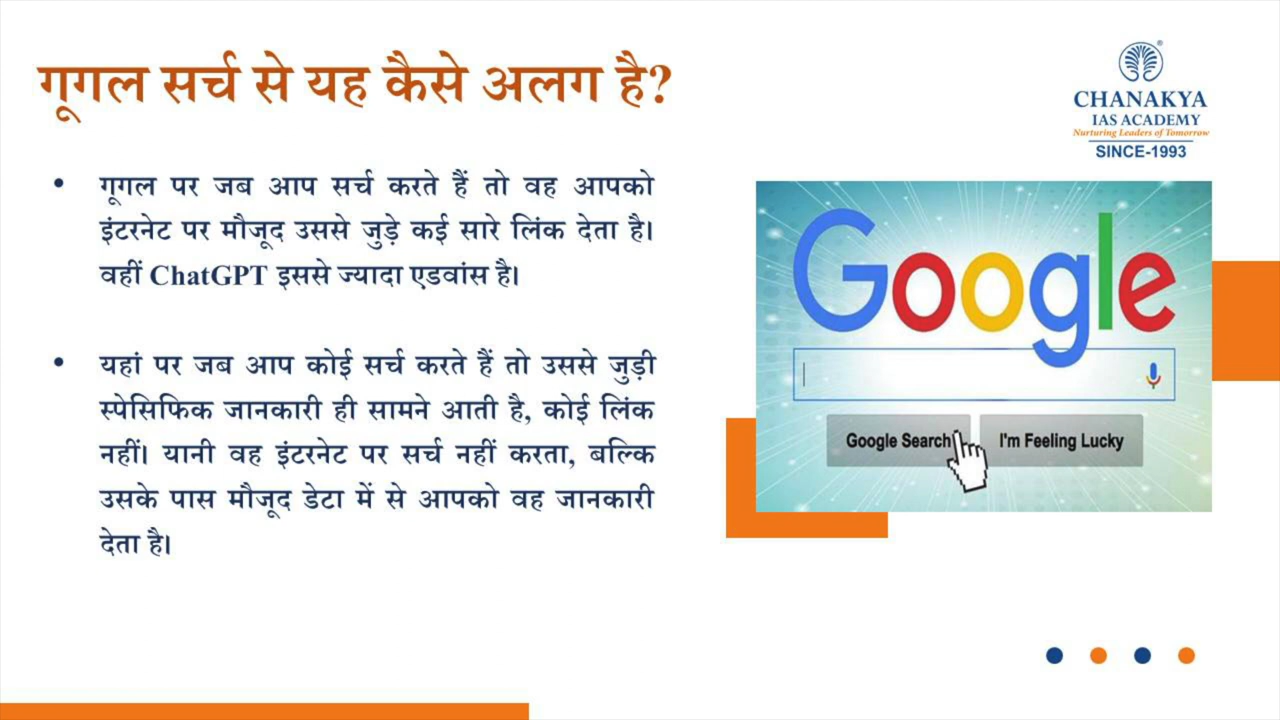 गूगल सर्च से यह कैसे अलग है?
CHANAKYA
IAS ACADEMY
Nurturing Leaders of Tomorrow
SINCE-1993
• गूगल पर जब आप सर्च करते हैं तो वह आपको
इंटरनेट पर मौजूद उससे जुड़े कई सारे लिंक देता है।
वहीं ChatGPT इससे ज्यादा एडवांस है।
• यहां पर जब आप कोई सर्च करते हैं तो उससे जुड़ी
स्पेसिफिक जानकारी ही सामने आती है, कोई लिंक
नहीं। यानी वह इंटरनेट पर सर्च नहीं करता, बल्कि
उसके पास मौजूद डेटा में से आपको वह जानकारी
देता है।
Google
Google Search
I'm Feeling Lucky